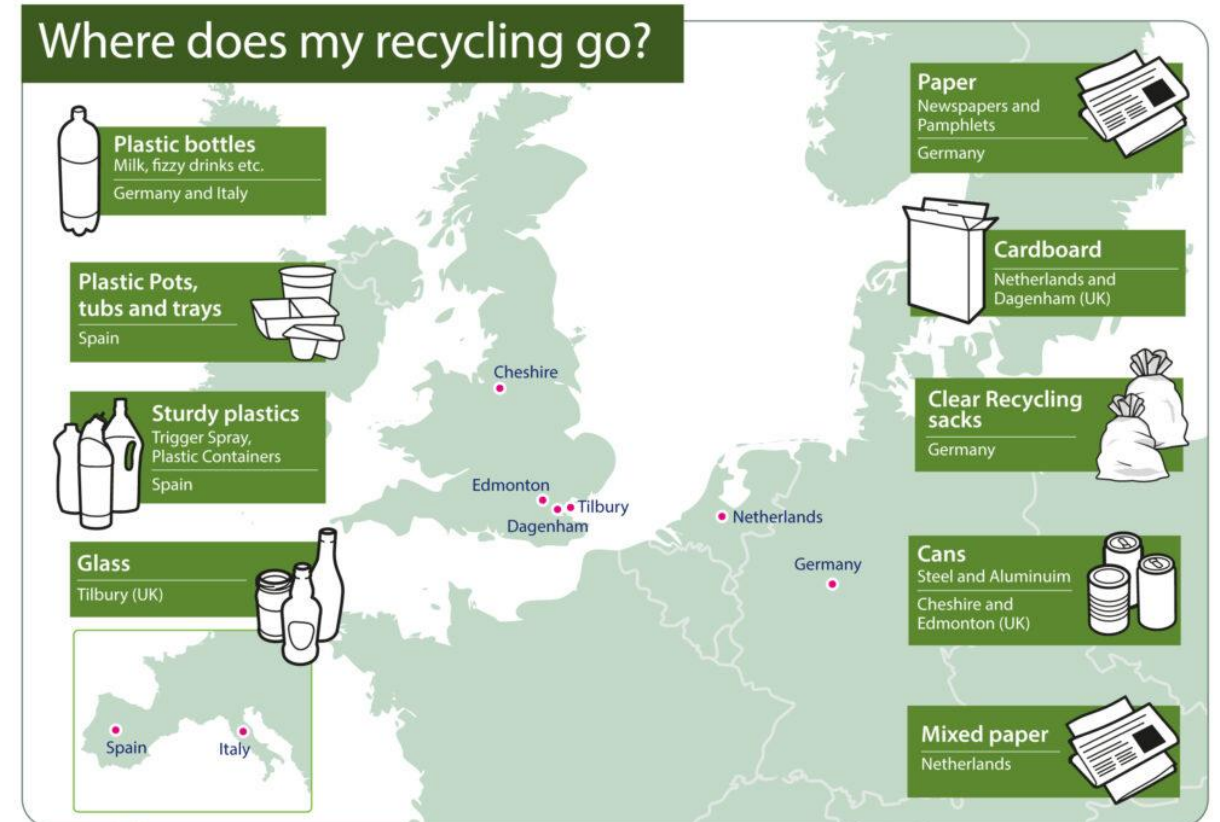 Where does my recycling go?
Plastic bottles
Milk, fizzy drinks etc.
Germany and Italy
Plastic Pots,
tubs and trays
Spain
Sturdy plastics
Trigger Spray,
Plastic Containers
Spain
Glass
Tilbury (UK)
Spain
Italy
Cheshire
Edmonton
Tilbury
Dagenham
Netherlands
Germany
Paper
Newspapers and
Pamphlets
Germany
Cardboard
Netherlands and
Dagenham (UK)
Clear Recycling
sacks
Germany
Cans
Steel and Aluminuim
Cheshire and
Edmonton (UK)
Mixed paper
Netherlands